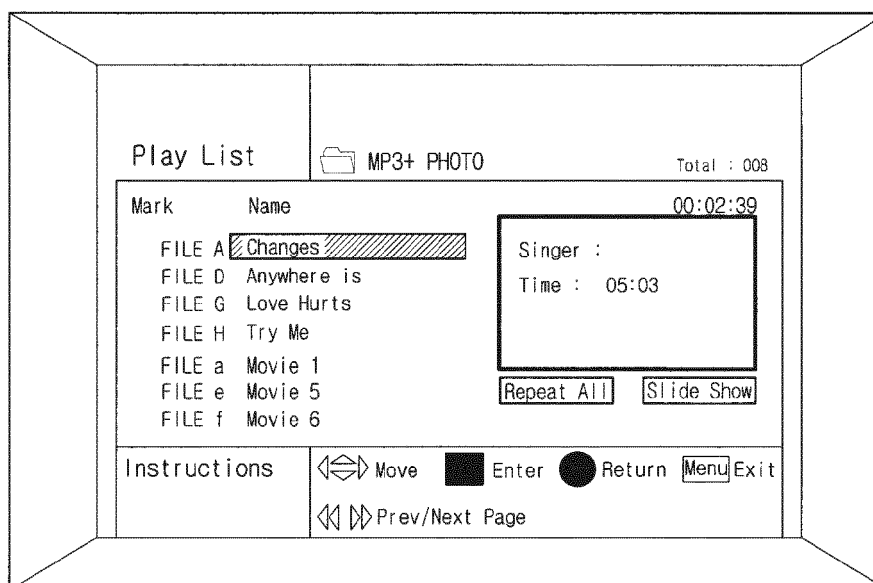 Play List
MP3+ PHOTO
Total : 008
Mark Name
00:02:39
FILE A Changes
FILE D Anywhere is
FILE G Love Hurts
FILE H Try Me
FILE a Movie 1
FILE e Movie 5
FILE f Movie 6
Singer :
Time : 05:03
Repeat All
Slide Show
Instructions
Move
Enter
Return
Menu Exit
Prev/Next Page